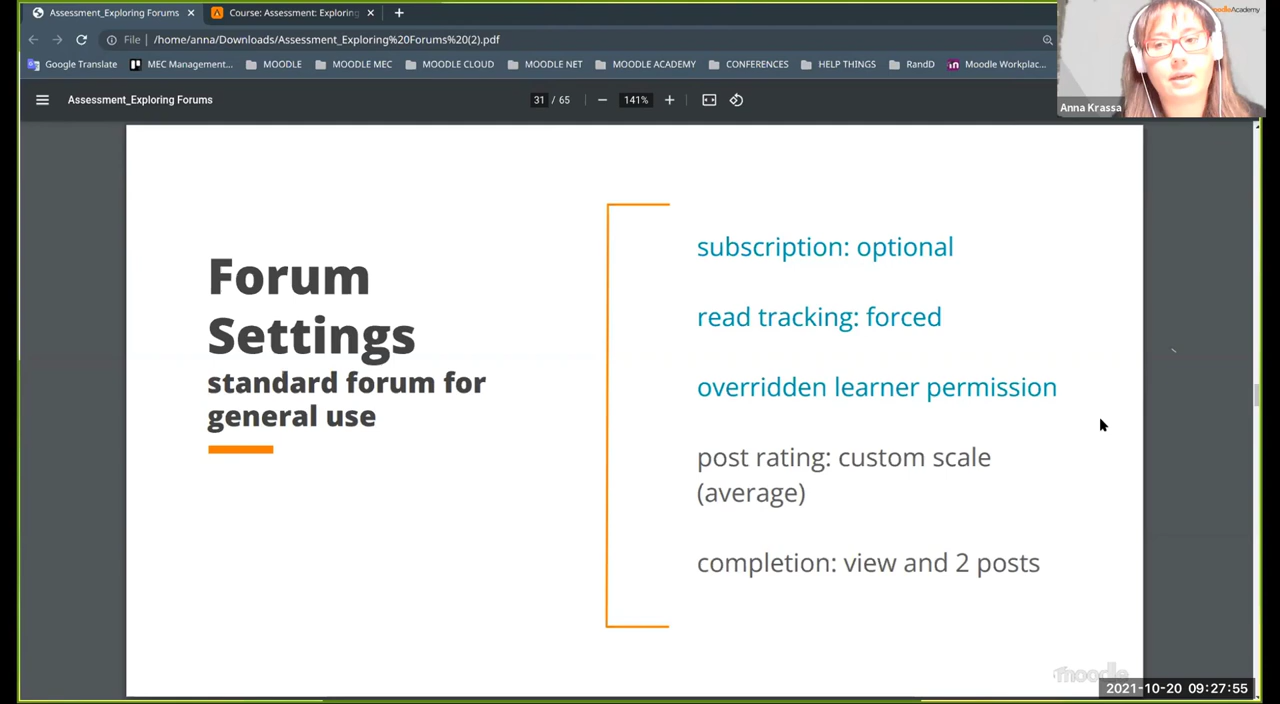 Assessment_Exploring Forums
Course: Assessment: Exploring
File
/home/anna/Downloads/Assessment_Exploring%20Forums%20(2).pdf
Google Translate
MEC Management...
MOODLE
MOODLE MEC
MOODLE CLOUD
MOODLE NET
MOODLE ACADEMY
CONFERENCES
HELP THINGS
RandD
Moodle Workplac...
Anna Krassa
Assessment_Exploring Forums
31 / 65
141%
Forum
Settings
standard forum for
general use
subscription: optional
read tracking: forced
overridden learner permission
post rating: custom scale
(average)
completion: view and 2 posts
moodle
2021-10-20 09:27:55